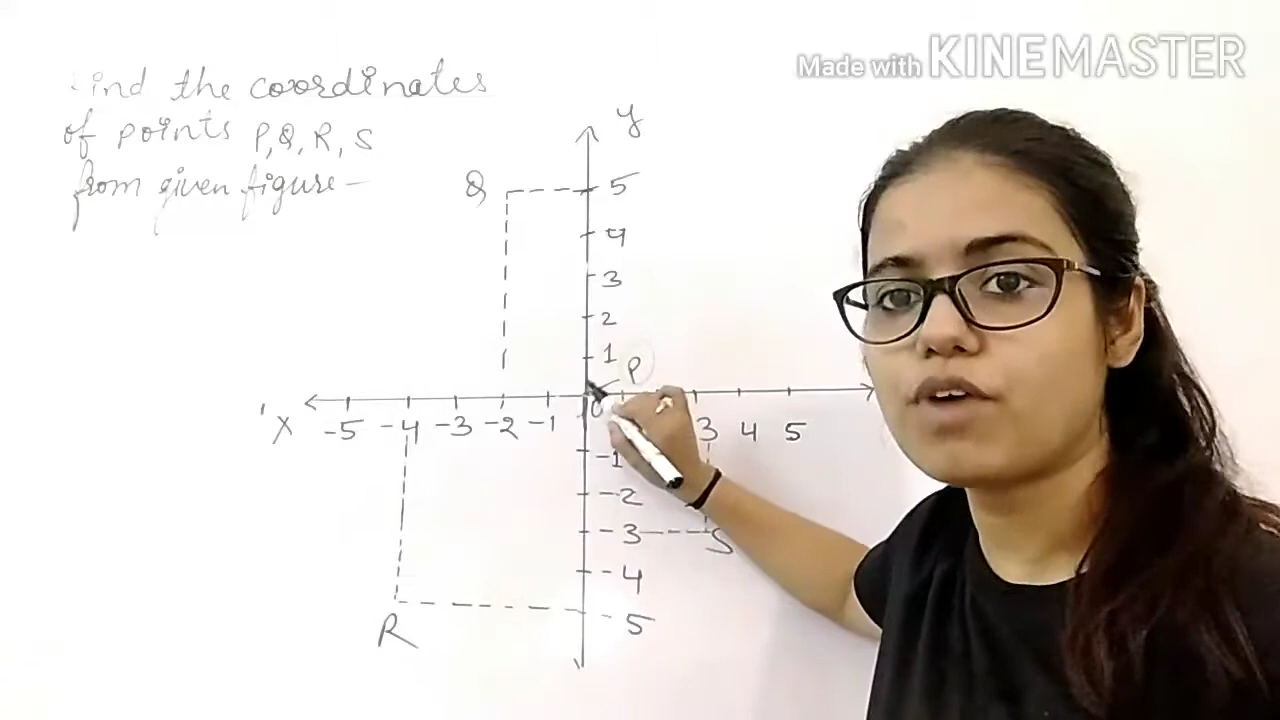 Made with KINEMASTER
find the coordinates
of points P, Q, R, S
from given figure-
y
Q
5
4
3
2
1
P
'X
-5 -4 -3 -2 -1 0 3 4 5
-1
-2
-3
S
-4
-5
R